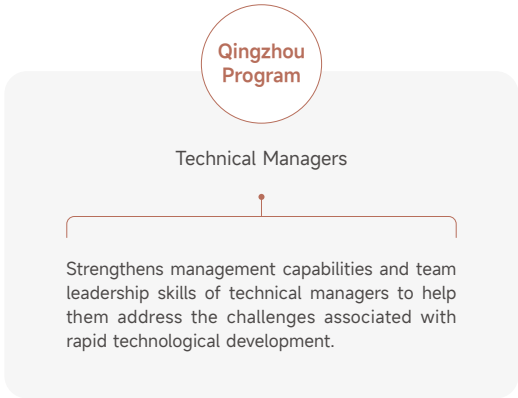 Qingzhou
Program
Technical Managers
Strengthens management capabilities and team
leadership skills of technical managers to help
them address the challenges associated with
rapid technological development.